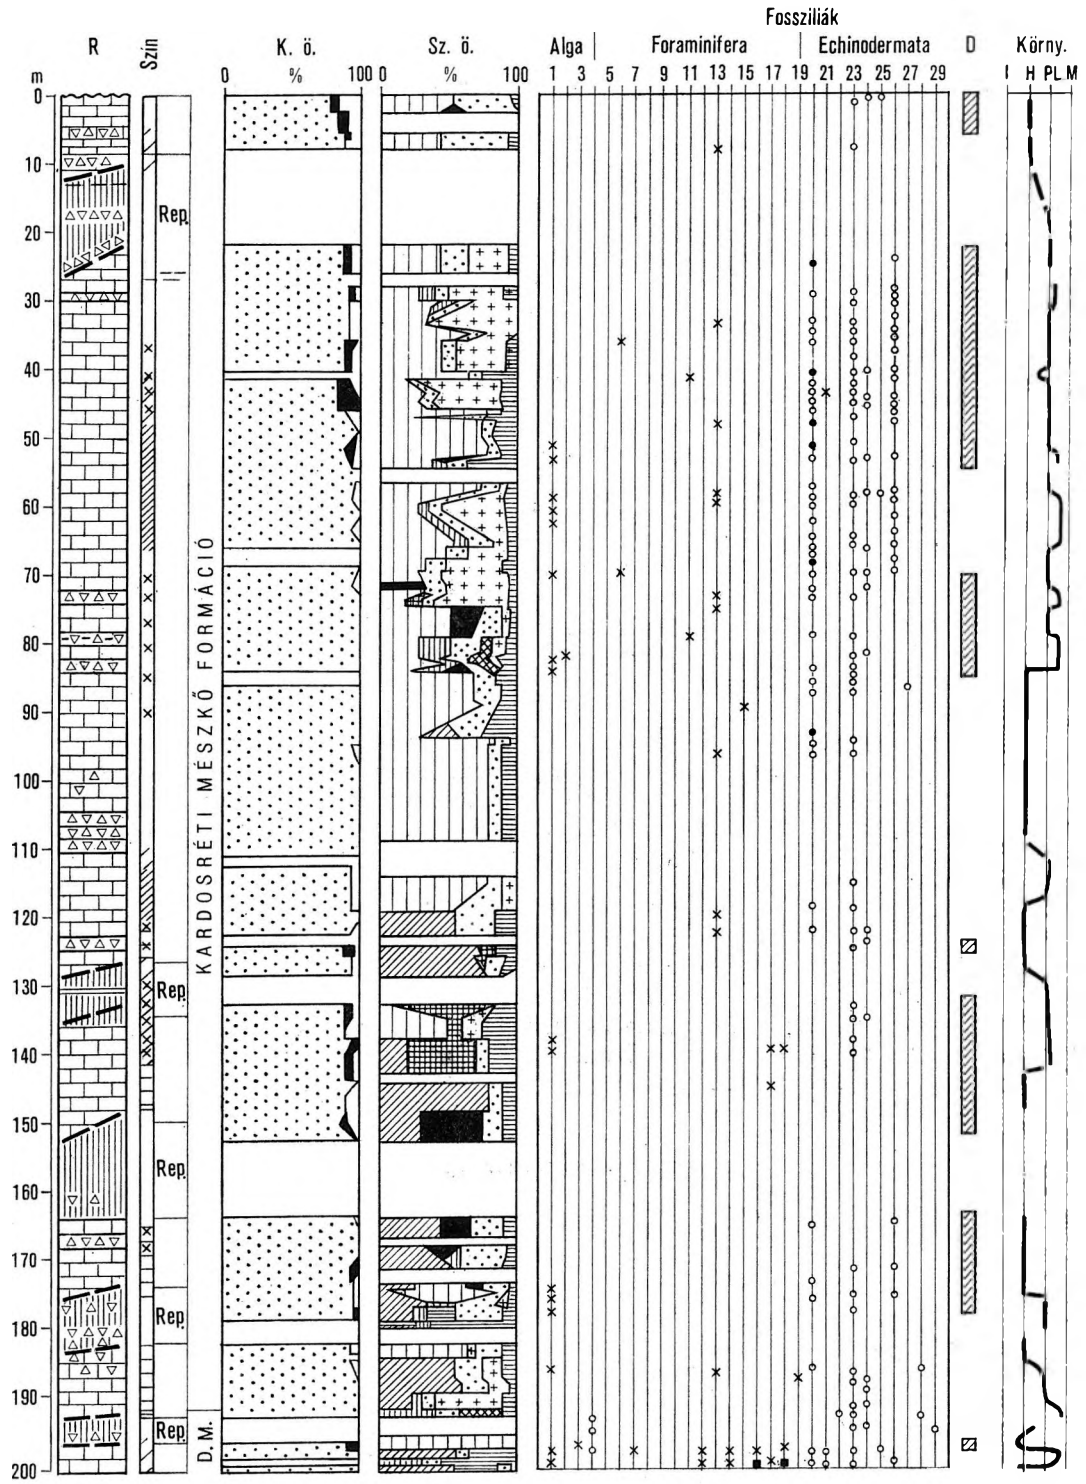 Fossziliák
R Szín K. ö. Sz. ö. Alga Foraminifera Echinodermata D Körny.
m 0 % 100 0 % 100 1 3 5 7 9 11 13 15 17 19 21 23 25 27 29 I H PL M
0
10
Rep.
20
30
40
50
60
70
80
90
100
110
120
130
Rep.
140
150
160
Rep.
170
180
Rep.
190
Rep.
200
KARDOSRÉTI MÉSZKŐ FORMÁCIÓ
D.M.